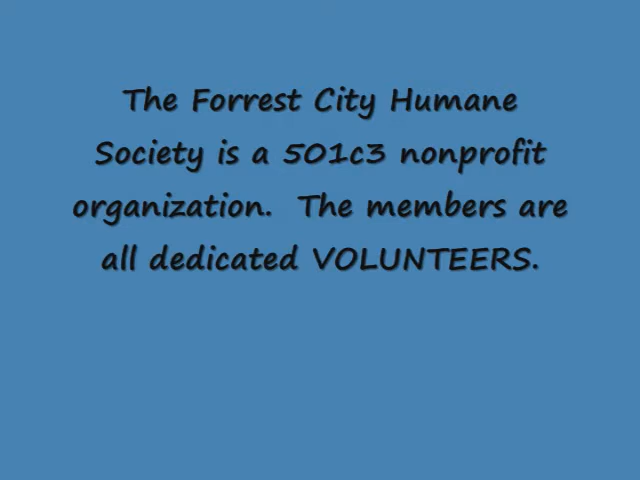 The Forrest City Humane
Society is a 501c3 nonprofit
organization.  The members are
all dedicated VOLUNTEERS.